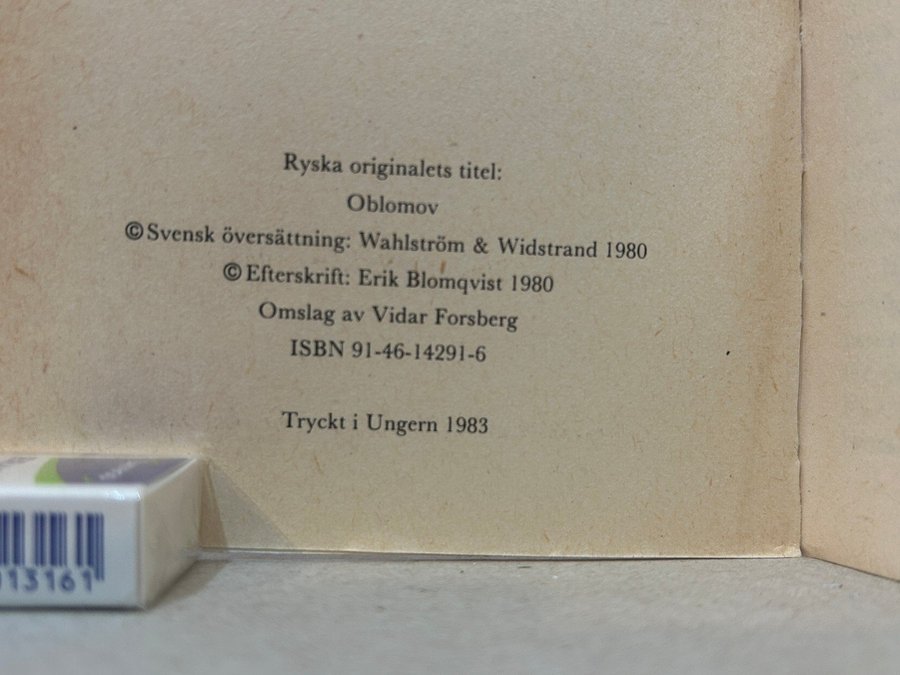 Ryska originalets titel:
Oblomov
©Svensk översättning: Wahlström & Widstrand 1980
©Efterskrift: Erik Blomqvist 1980
Omslag av Vidar Forsberg
ISBN 91-46-14291-6
Tryckt i Ungern 1983
13161